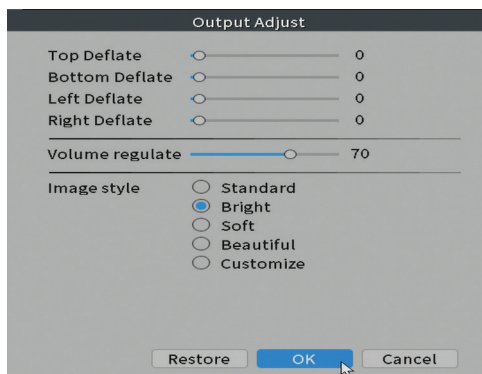 Output Adjust
Top Deflate 0
Bottom Deflate 0
Left Deflate 0
Right Deflate 0
Volume regulate 70
Image style Standard
Bright
Soft
Beautiful
Customize
Restore OK Cancel